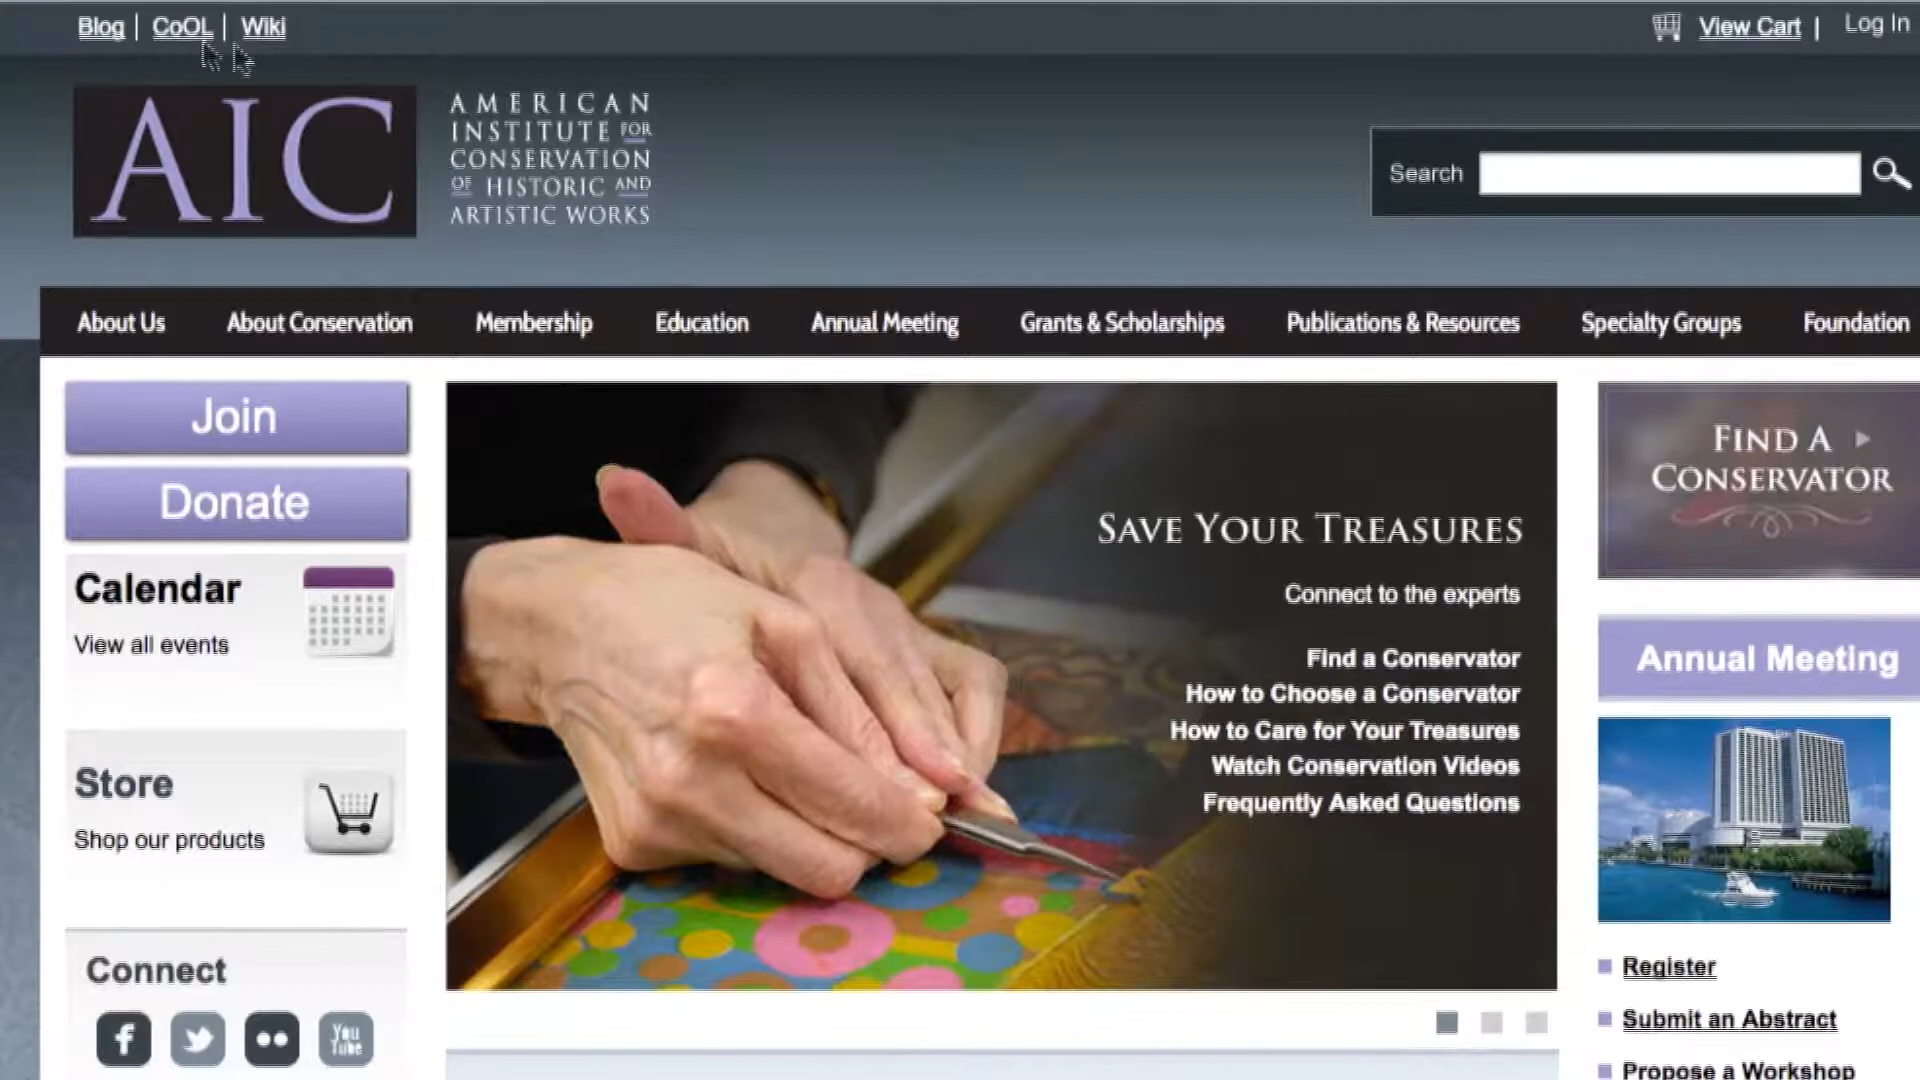 Blog | CoOL | Wiki
View Cart | Log In
AIC
AMERICAN
INSTITUTE FOR
CONSERVATION
OF HISTORIC AND
ARTISTIC WORKS
Search
About Us
About Conservation
Membership
Education
Annual Meeting
Grants & Scholarships
Publications & Resources
Specialty Groups
Foundation
Join
Donate
Calendar
View all events
Store
Shop our products
Connect
f
You
Tube
SAVE YOUR TREASURES
Connect to the experts
Find a Conservator
How to Choose a Conservator
How to Care for Your Treasures
Watch Conservation Videos
Frequently Asked Questions
FIND A
CONSERVATOR
Annual Meeting
Register
Submit an Abstract
Propose a Workshop